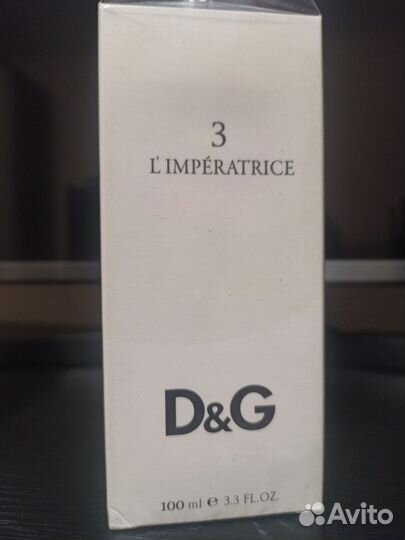 3
L'IMPÉRATRICE
D&G
100 ml e 3.3 FL.OZ.
Avito